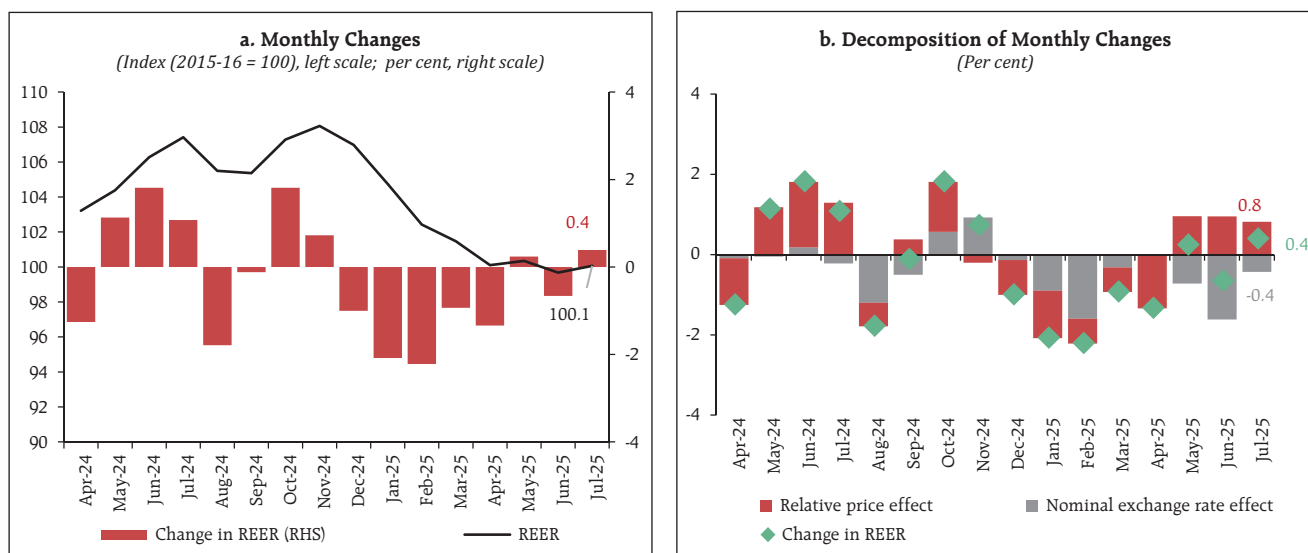 a. Monthly Changes
(Index (2015-16 = 100), left scale; per cent, right scale)
110
108
106
104
102
100
98
96
94
92
90
4
2
0
-2
-4
0.4
100.1
Apr-24
May-24
Jun-24
Jul-24
Aug-24
Sep-24
Oct-24
Nov-24
Dec-24
Jan-25
Feb-25
Mar-25
Apr-25
May-25
Jun-25
Jul-25
Change in REER (RHS)
REER
b. Decomposition of Monthly Changes
(Per cent)
4
2
0
-2
-4
0.8
0.4
-0.4
Apr-24
May-24
Jun-24
Jul-24
Aug-24
Sep-24
Oct-24
Nov-24
Dec-24
Jan-25
Feb-25
Mar-25
Apr-25
May-25
Jun-25
Jul-25
Relative price effect
Nominal exchange rate effect
Change in REER